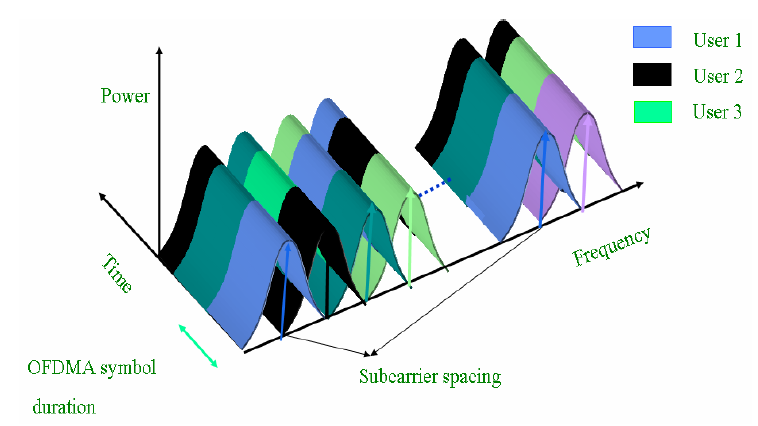 User 1
User 2
User 3
Power
Time
Frequency
OFDMA symbol
duration
Subcarrier spacing